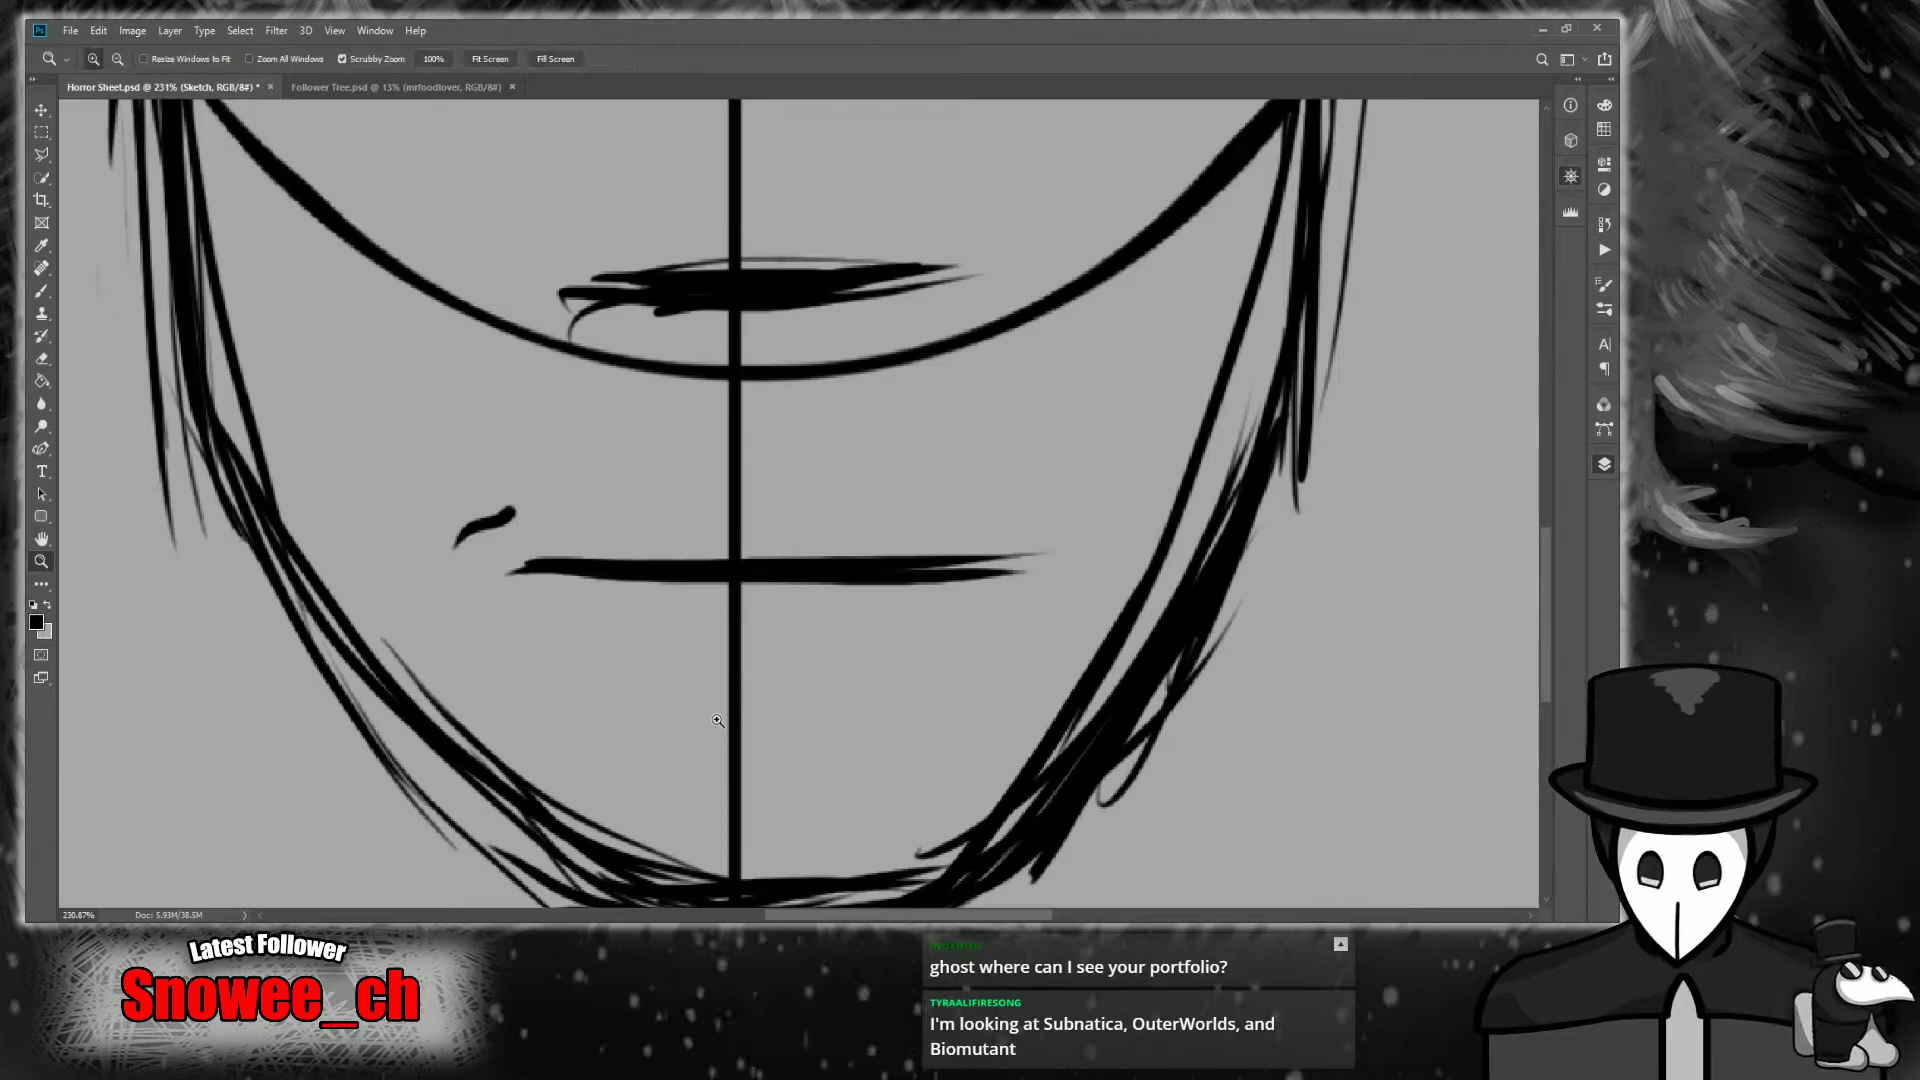 Ps File Edit Image Layer Type Select Filter 3D View Window Help
Resize Windows to Fit Zoom All Windows Scrubby Zoom 100% Fit Screen Fill Screen
Horror Sheet.psd @ 231% (Sketch, RGB/8#) * × Follower Tree.psd @ 13% (mrfoodlover, RGB/8#) ×
230.87% Doc: 5.93M/38.5M
Latest Follower
Snowee_ch
ghost where can I see your portfolio?
TYRAALIFIRESONG
I'm looking at Subnatica, OuterWorlds, and
Biomutant